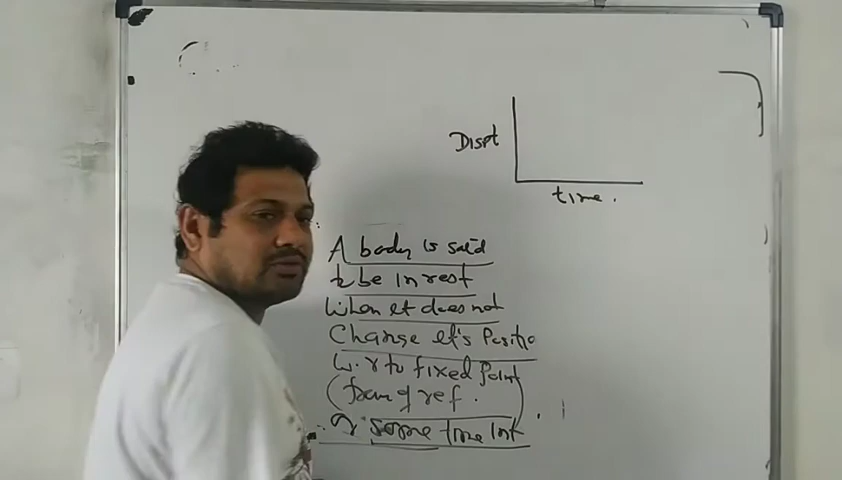 Dispt
time.
A body is said
to be in rest
When it does not
Change it's Positio
W. r to fixed point
(fram of ref.)
some time Int